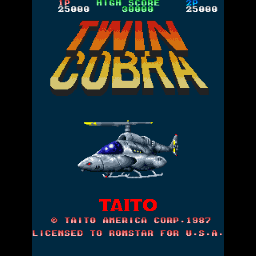 1P HIGH SCORE 2P
25000 30000 25000
TWIN
COBRA
TAITO
© TAITO AMERICA CORP.1987
LICENSED TO ROMSTAR FOR U.S.A.